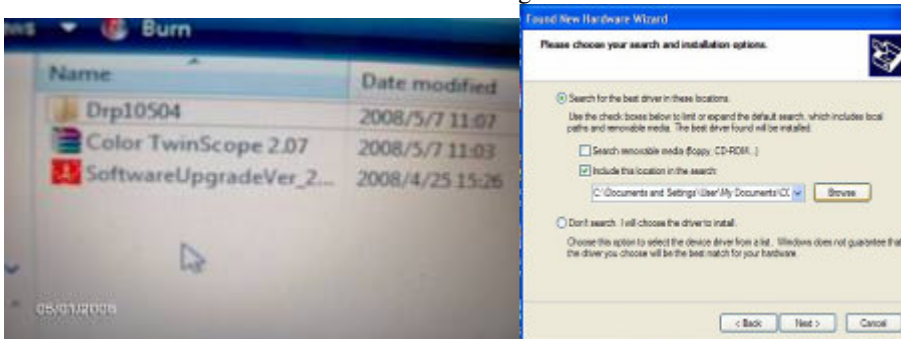 ews Burn
Name Date modified
Drp10504 2008/5/7 11:07
Color TwinScope 2.07 2008/5/7 11:03
SoftwareUpgradeVer_2... 2008/4/25 15:26
Found New Hardware Wizard
Please choose your search and installation options.
Search for the best driver in these locations.
Use the check boxes below to limit or expand the default search, which includes local
paths and removable media. The best driver found will be installed.
Search removable media (floppy, CD-ROM...)
Include this location in the search:
C:\Documents and Settings\User\My Documents\CC
Browse
Don't search. I will choose the driver to install.
Choose this option to select the device driver from a list. Windows does not guarantee that
the driver you choose will be the best match for your hardware.
< Back Next > Cancel